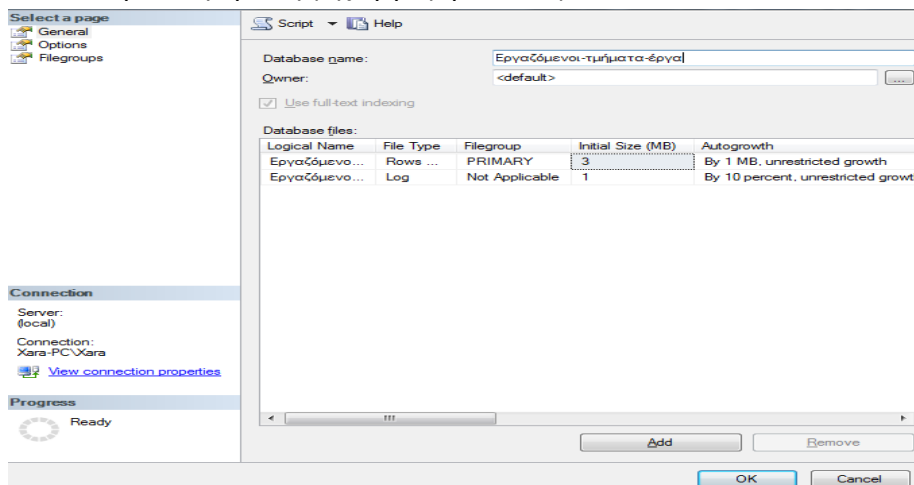 Select a page
General
Options
Filegroups
Connection
Server:
(local)
Connection:
Xara-PC\Xara
View connection properties
Progress
Ready
Script Help
Database name: Εργαζόμενοι-τμήματα-έργα
Owner: <default>
...
Use full-text indexing
Database files:
Logical Name File Type Filegroup Initial Size (MB) Autogrowth
Εργαζόμενο... Rows ... PRIMARY 3 By 1 MB, unrestricted growth
Εργαζόμενο... Log Not Applicable 1 By 10 percent, unrestricted growt
Add Remove
OK Cancel